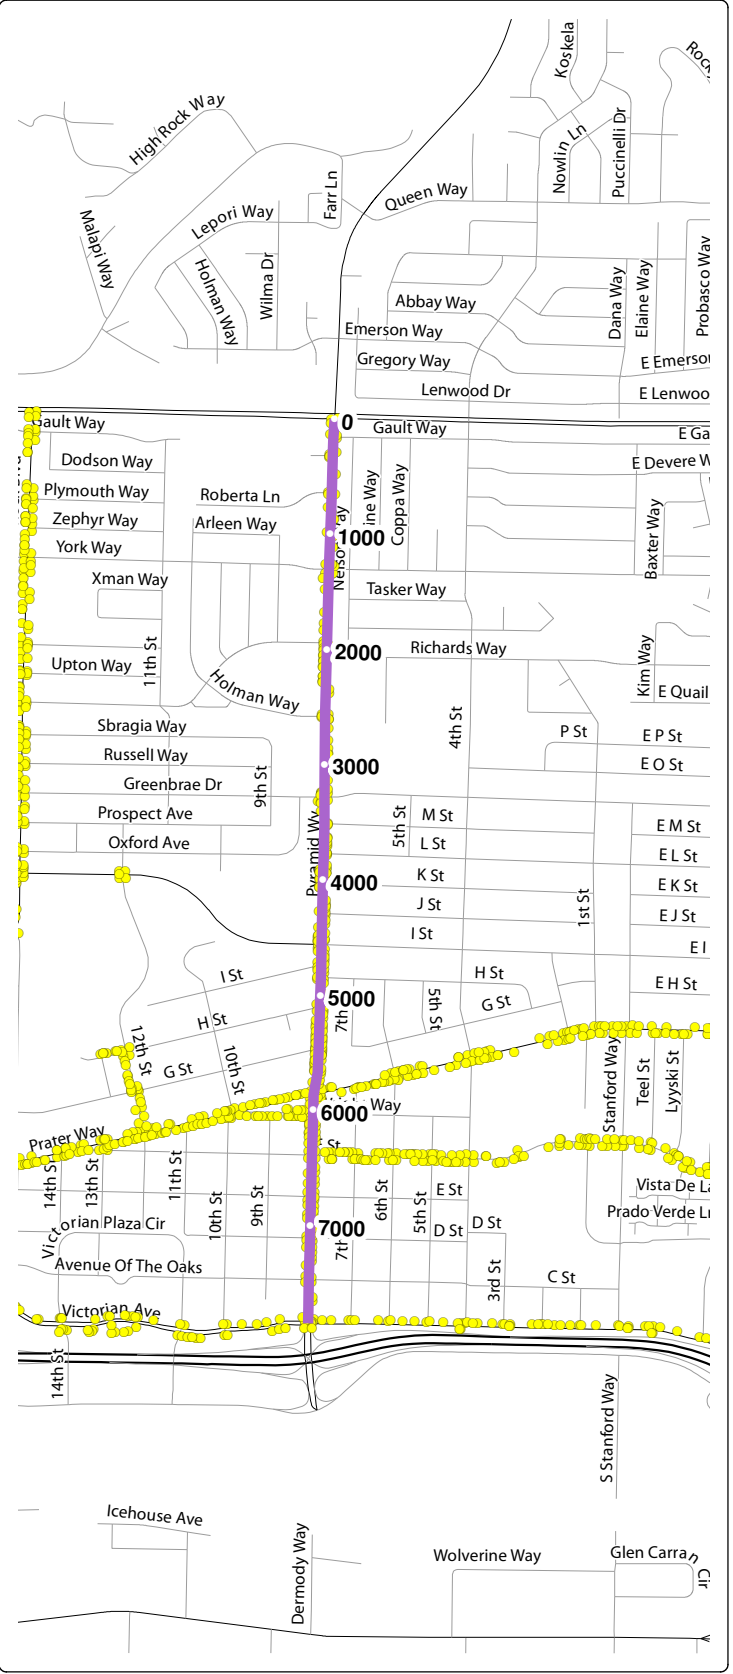 Koskela
High Rock Way
Nowlin Ln
Puccinelli Dr
Farr Ln
Queen Way
Malapi Way
Lepori Way
Holman Way
Wilma Dr
Abbay Way
Dana Way
Elaine Way
Emerson Way
Gregory Way
Lenwood Dr
E Lenwoo
0
Gault Way
Gault Way
E Ga
Dodson Way
E Devere W
Plymouth Way
Roberta Ln
ine Way
Coppa Way
Zephyr Way
Arleen Way
1000
Baxter Way
York Way
Xman Way
Tasker Way
11th St
2000
Richards Way
Kim Way
Upton Way
Holman Way
E Quail
4th St
Sbragia Way
P St
E P St
Russell Way
3000
E O St
9th St
Greenbrae Dr
Prospect Ave
Pyramid Wy
5th St
M St
E M St
Oxford Ave
L St
E L St
4000
K St
E K St
J St
1st St
E J St
I St
E I
I St
H St
E H St
5000
7th
5th St
G St
H St
12th St
10th St
G St
Stanford Way
Teel St
Lyyski St
6000
Way
Prater Way
St
14th St
13th St
11th St
10th St
9th St
6th St
5th St
E St
Vista De La
Prado Verde Ln
Victorian Plaza Cir
7000
7th
D St
D St
Avenue Of The Oaks
3rd St
C St
Victorian Ave
14th St
S Stanford Way
Icehouse Ave
Dermody Way
Wolverine Way
Glen Carran Cir